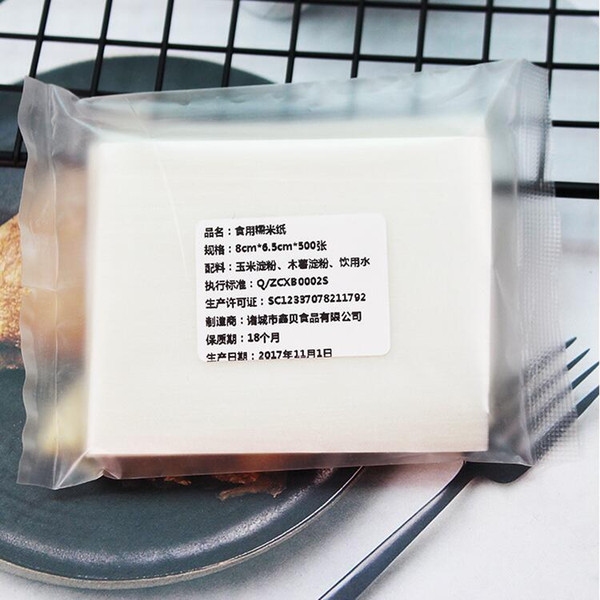 品名：食用糯米纸
规格：8cm*6.5cm*500张
配料：玉米淀粉、木薯淀粉、饮用水
执行标准：Q/ZCXB0002S
生产许可证：SC12337078211792
制造商：诸城市鑫贝食品有限公司
保质期：18个月
生产日期：2017年11月1日